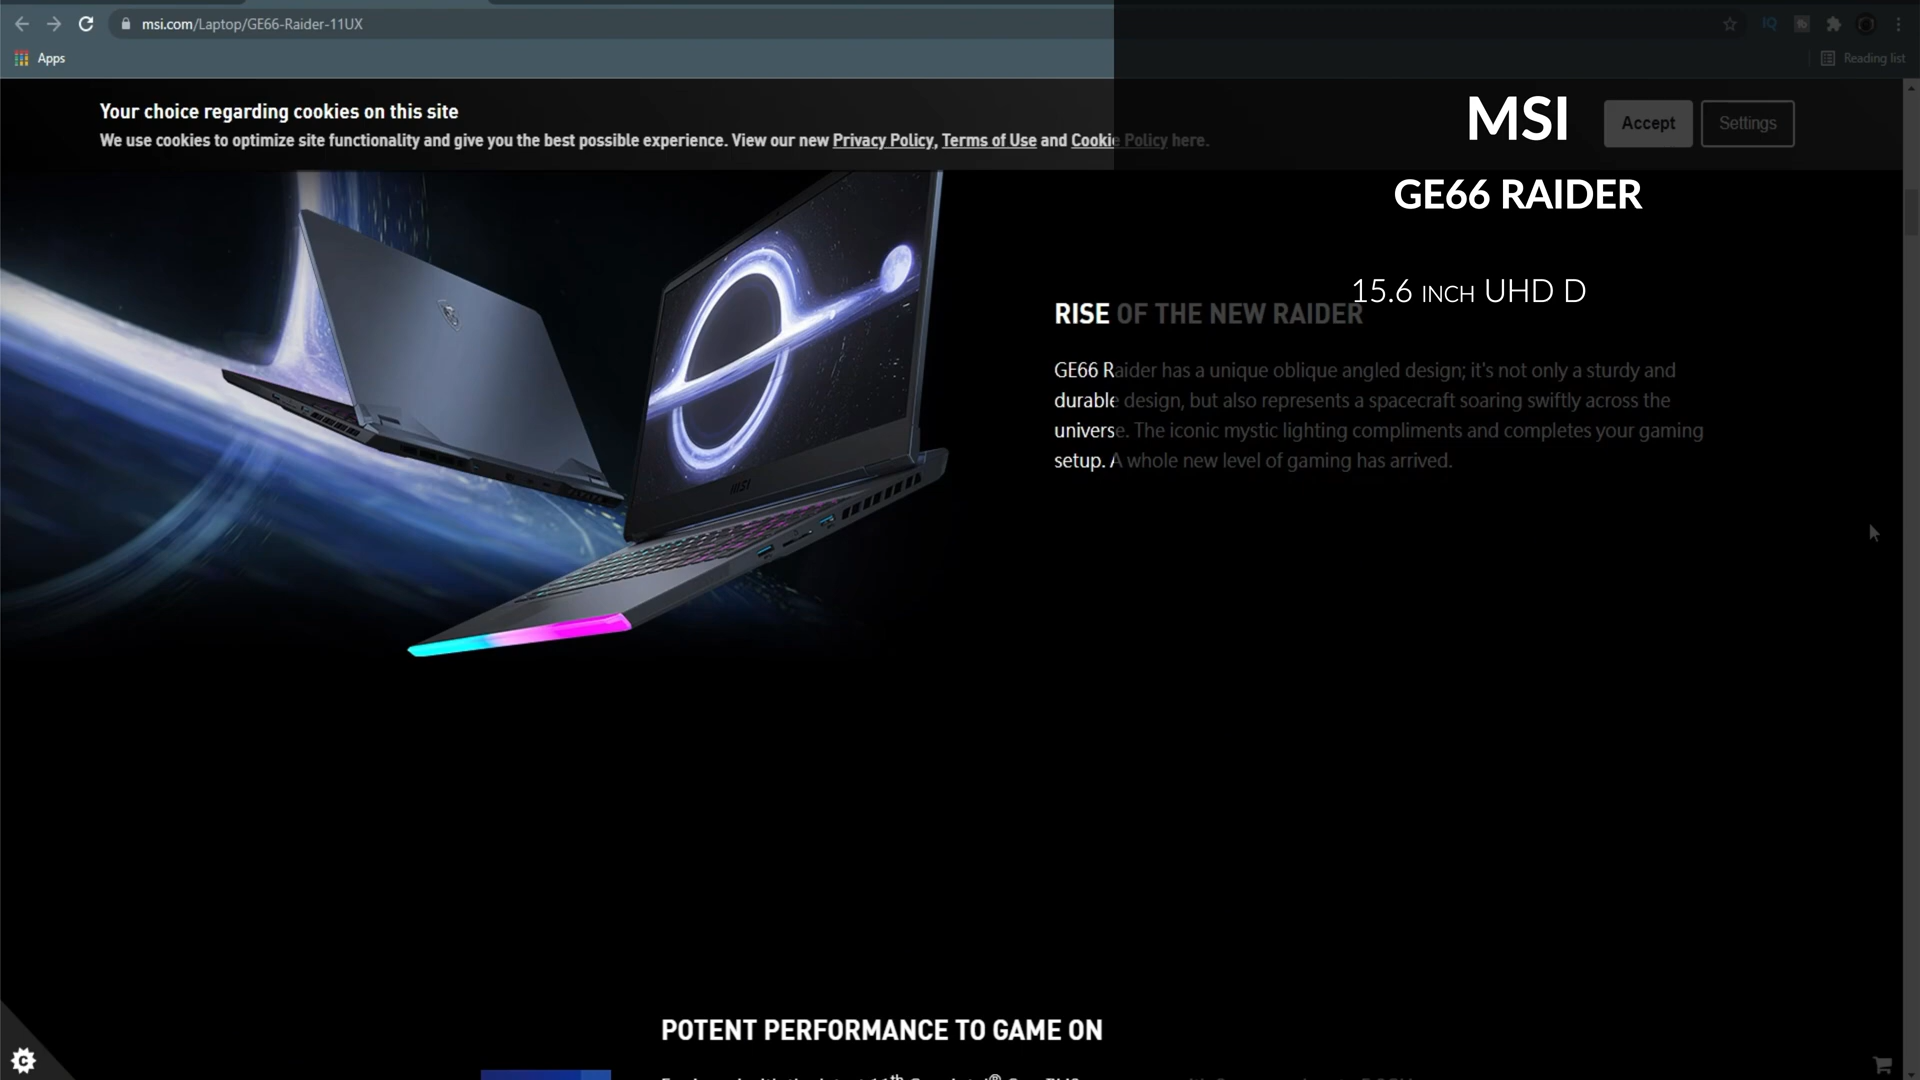 msi.com/Laptop/GE66-Raider-11UX
Apps
Reading list
Your choice regarding cookies on this site
We use cookies to optimize site functionality and give you the best possible experience. View our new Privacy Policy, Terms of Use and Cookie Policy here.
MSI
Accept
Settings
GE66 RAIDER
15.6 INCH UHD D
RISE OF THE NEW RAIDER
GE66 Raider has a unique oblique angled design; it's not only a sturdy and
durable design, but also represents a spacecraft soaring swiftly across the
universe. The iconic mystic lighting compliments and completes your gaming
setup. A whole new level of gaming has arrived.
msi
POTENT PERFORMANCE TO GAME ON